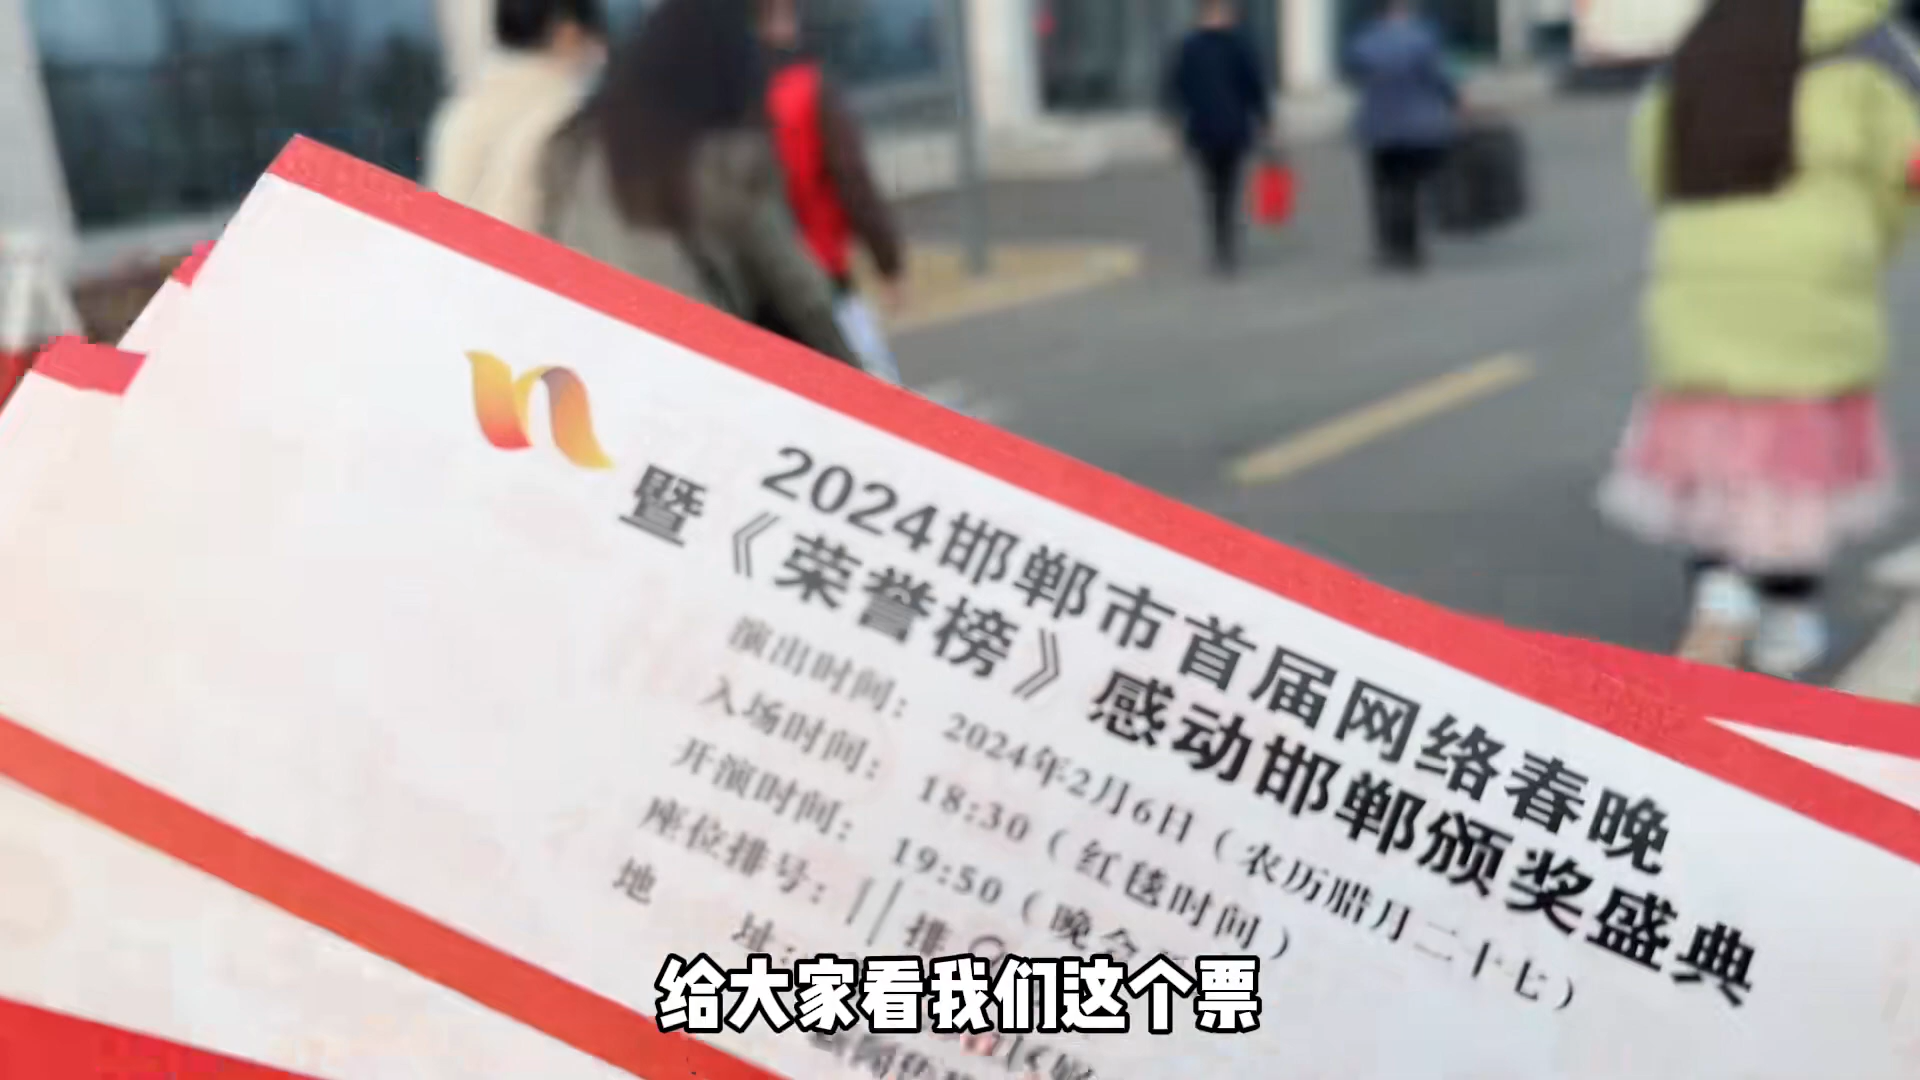 2024邯郸市首届网络春晚
暨《荣誉榜》感动邯郸颁奖盛典
演出时间: 2024年2月6日(农历腊月二十七)
入场时间: 18:30(红毯时间)
开演时间: 19:50(晚会
座位排号: 11排
地 址:
给大家看我们这个票